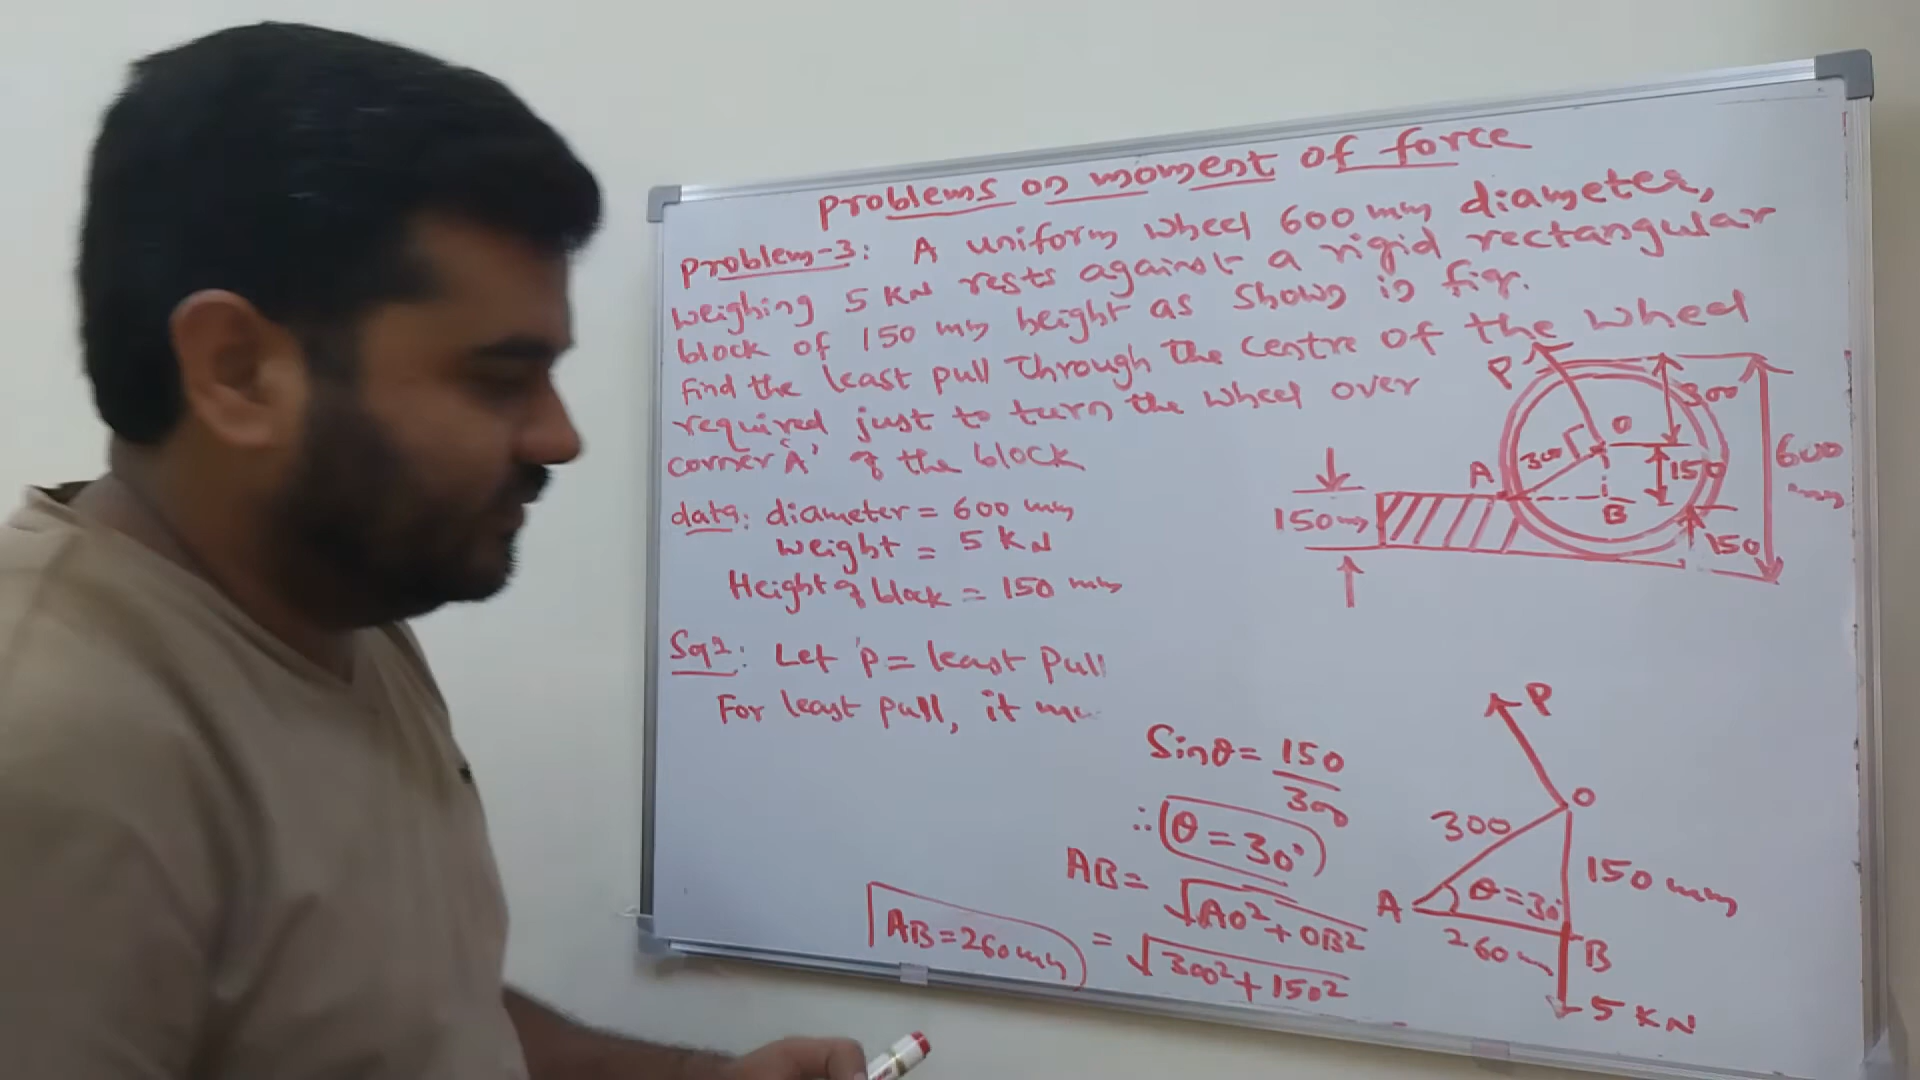 Problems on moment of force
Problem-3: A uniform wheel 600 mm diameter,
weighing 5 KN rests against a rigid rectangular
block of 150 mm height as shown in fig.
Find the least pull through the centre of the wheel
required just to turn the wheel over
corner 'A' of the block
data: diameter = 600 mm
weight = 5 KN
Height of block = 150 mm
Let 'P = least pull
For least pull, it mu
P
O
300
300
A
B
150
600
mm
150 mm
150
Sinθ = 150
300
∴ θ = 30°
AB = √AO²+OB²
= √300²+150²
AB = 260 mm
P
O
300
150 mm
A
θ = 30°
260 m
B
5 KN